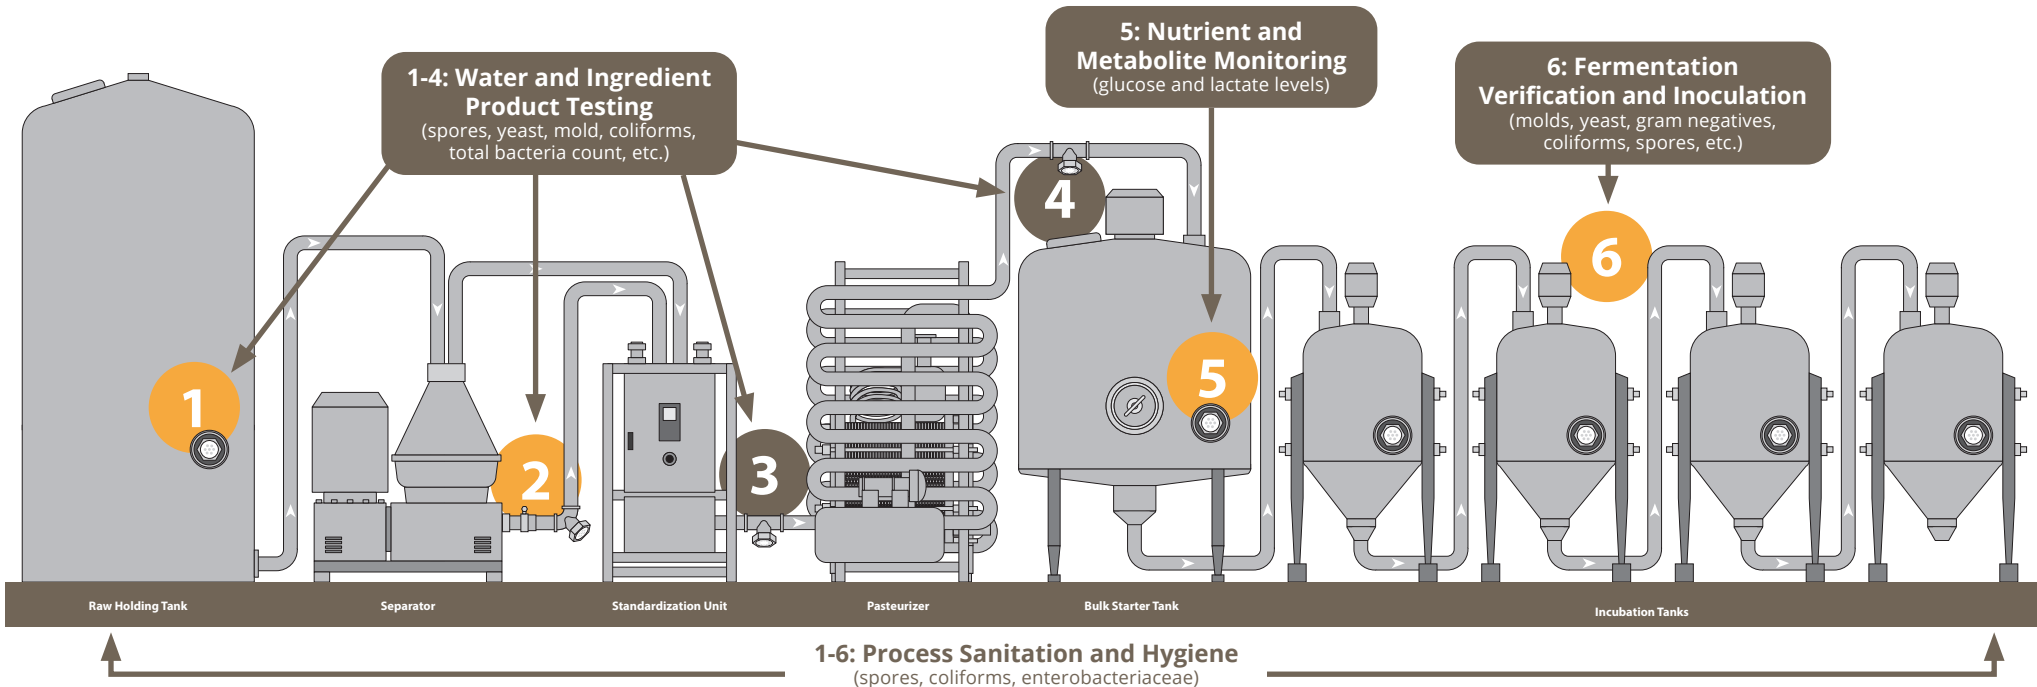 1-4: Water and Ingredient
Product Testing
(spores, yeast, mold, coliforms,
total bacteria count, etc.)
5: Nutrient and
Metabolite Monitoring
(glucose and lactate levels)
6: Fermentation
Verification and Inoculation
(molds, yeast, gram negatives,
coliforms, spores, etc.)
1
2
3
4
5
6
Raw Holding Tank
Separator
Standardization Unit
Pasteurizer
Bulk Starter Tank
Incubation Tanks
1-6: Process Sanitation and Hygiene
(spores, coliforms, enterobacteriaceae)